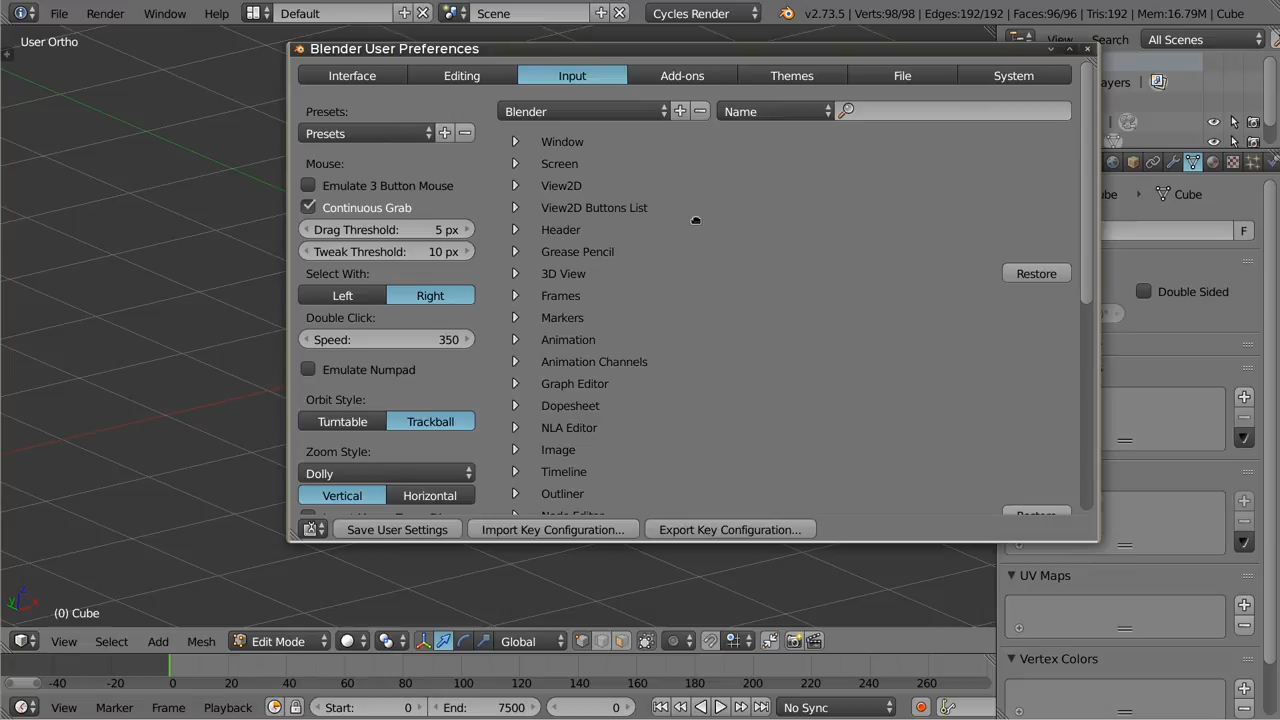 File Render Window Help Default Scene Cycles Render v2.73.5 | Verts:98/98 | Edges:192/192 | Faces:96/96 | Tris:192 | Mem:16.79M | Cube
User Ortho
View Search All Scenes
Blender User Preferences
Interface Editing Input Add-ons Themes File System
ayers
Presets:
Blender Name
Presets
Window
Mouse:
Screen
Emulate 3 Button Mouse
View2D
Continuous Grab
View2D Buttons List
Cube
Drag Threshold: 5 px
Header
F
Tweak Threshold: 10 px
Grease Pencil
Select With:
3D View
Restore
Left Right
Frames
Double Sided
Double Click:
Markers
Speed: 350
Animation
Emulate Numpad
Animation Channels
Graph Editor
Orbit Style:
Dopesheet
Turntable Trackball
NLA Editor
Zoom Style:
Image
Dolly
Timeline
Vertical Horizontal
Outliner
Save User Settings Import Key Configuration... Export Key Configuration...
UV Maps
(0) Cube
View Select Add Mesh Edit Mode Global
Vertex Colors
-40 -20 0 20 40 60 80 100 120 140 160 180 200 220 240 260
View Marker Frame Playback Start: 0 End: 7500 0 No Sync